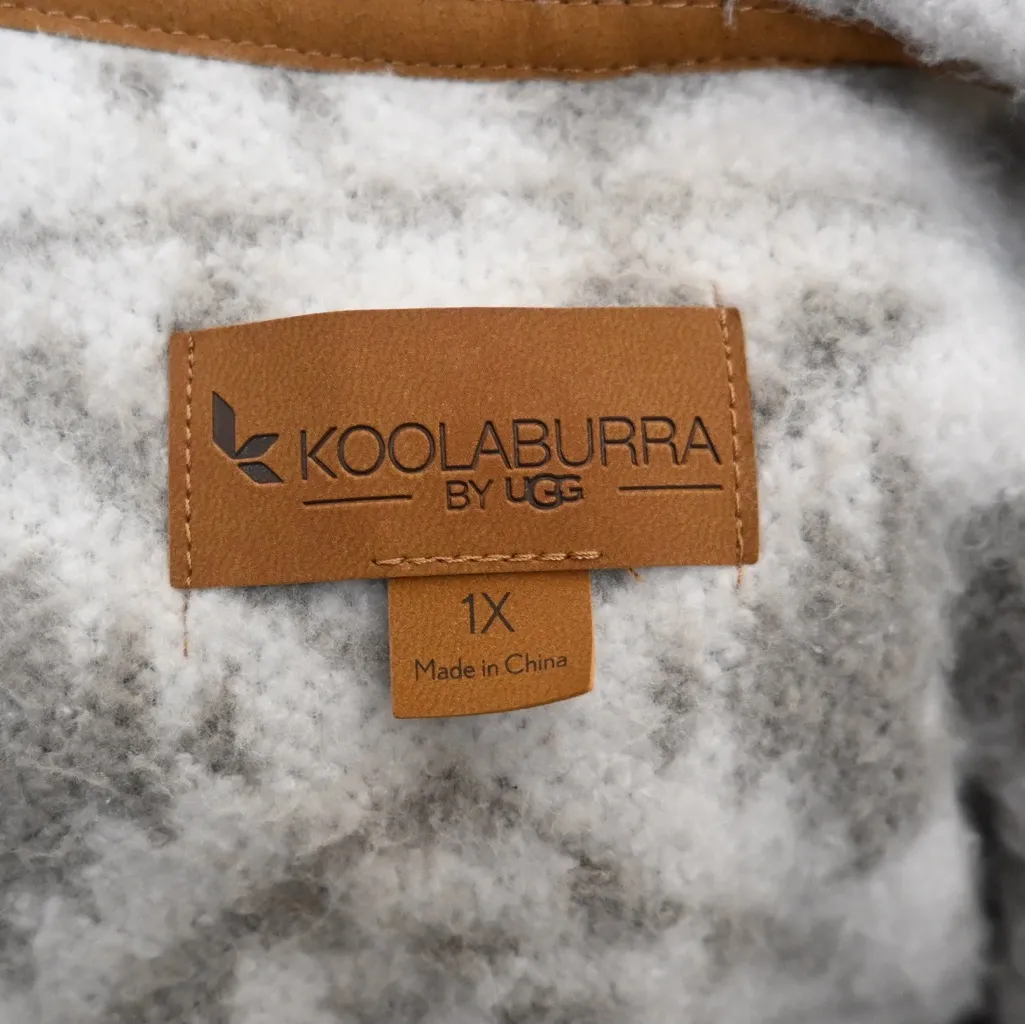 KOOLABURRA
BY UGG
1X
Made in China